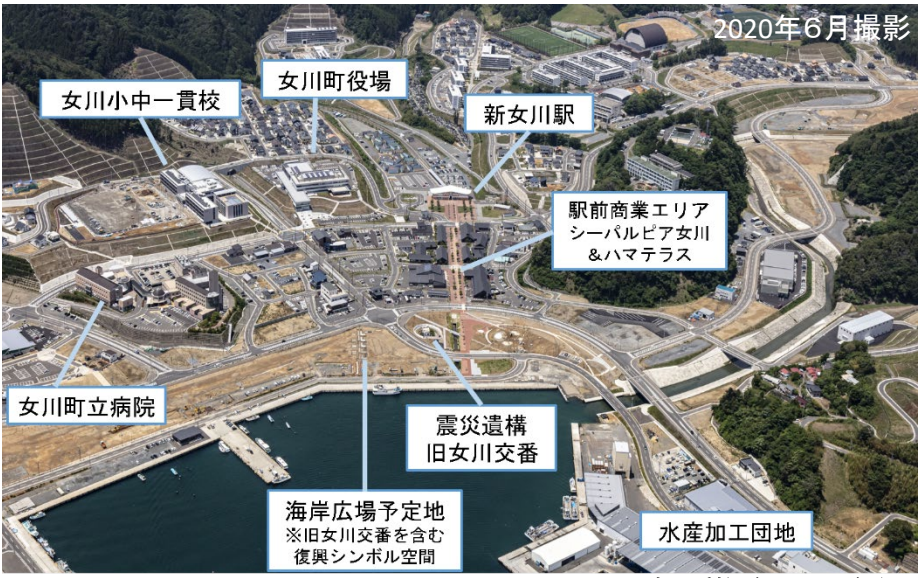 2020年6月撮影
女川小中一貫校
女川町役場
新女川駅
駅前商業エリア
シーパルピア女川
＆ハマテラス
女川町立病院
震災遺構
旧女川交番
海岸広場予定地
※旧女川交番を含む
復興シンボル空間
水産加工団地